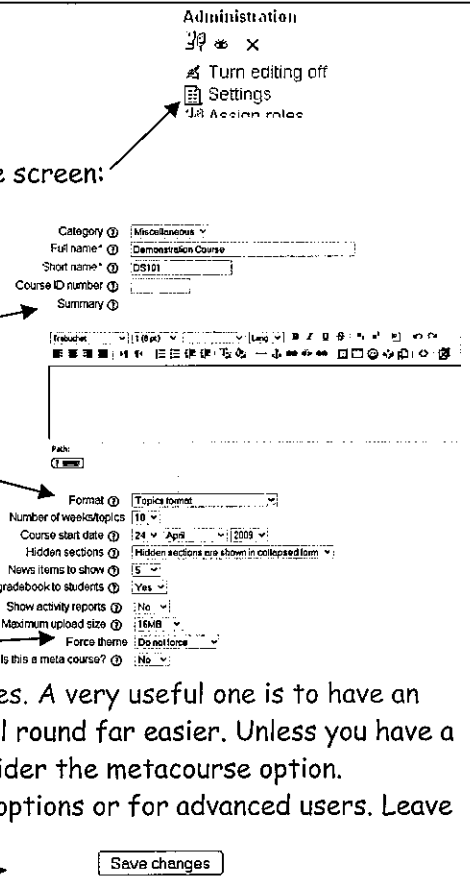 Administration
Turn editing off
Settings
Assign roles
e screen:
Category Miscellaneous
Full name* Demonstration Course
Short name* DS101
Course ID number
Summary
Trebuchet 1 (8 pt) Lang B I U S
Path:
Format Topics format
Number of weeks/topics 10
Course start date 24 April 2009
Hidden sections Hidden sections are shown in collapsed form
News items to show 5
gradebook to students Yes
Show activity reports No
Maximum upload size 16MB
Force theme Do not force
Is this a meta course? No
es. A very useful one is to have an
l round far easier. Unless you have a
ider the metacourse option.
options or for advanced users. Leave
Save changes